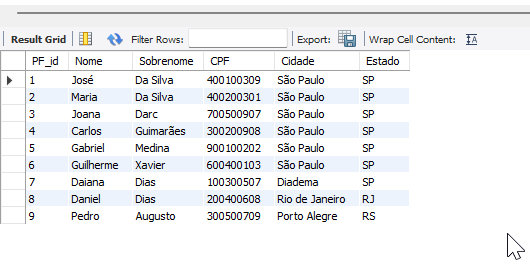 Result Grid Filter Rows: Export: Wrap Cell Content: IA
PF_id Nome Sobrenome CPF Cidade Estado
1 José Da Silva 400100309 São Paulo SP
2 Maria Da Silva 400200301 São Paulo SP
3 Joana Darc 700500907 São Paulo SP
4 Carlos Guimarães 300200908 São Paulo SP
5 Gabriel Medina 900100202 São Paulo SP
6 Guilherme Xavier 600400103 São Paulo SP
7 Daiana Dias 100300507 Diadema SP
8 Daniel Dias 200400608 Rio de Janeiro RJ
9 Pedro Augusto 300500709 Porto Alegre RS